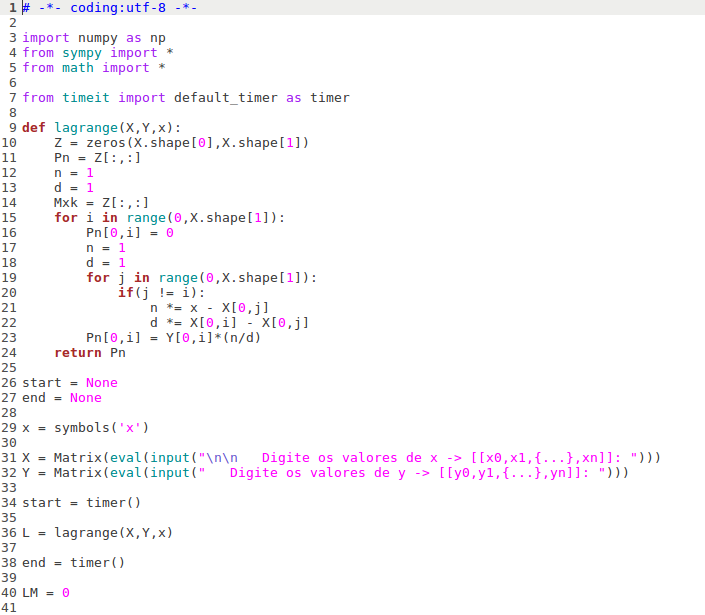 1 # -*- coding:utf-8 -*-
2
3 import numpy as np
4 from sympy import *
5 from math import *
6
7 from timeit import default_timer as timer
8
9 def lagrange(X,Y,x):
10     Z = zeros(X.shape[0],X.shape[1])
11     Pn = Z[:,:]
12     n = 1
13     d = 1
14     Mxk = Z[:,:]
15     for i in range(0,X.shape[1]):
16         Pn[0,i] = 0
17         n = 1
18         d = 1
19         for j in range(0,X.shape[1]):
20             if(j != i):
21                 n *= x - X[0,j]
22                 d *= X[0,i] - X[0,j]
23         Pn[0,i] = Y[0,i]*(n/d)
24     return Pn
25
26 start = None
27 end = None
28
29 x = symbols('x')
30
31 X = Matrix(eval(input("\n\n   Digite os valores de x -> [[x0,x1,{...},xn]]: ")))
32 Y = Matrix(eval(input("   Digite os valores de y -> [[y0,y1,{...},yn]]: ")))
33
34 start = timer()
35
36 L = lagrange(X,Y,x)
37
38 end = timer()
39
40 LM = 0
41